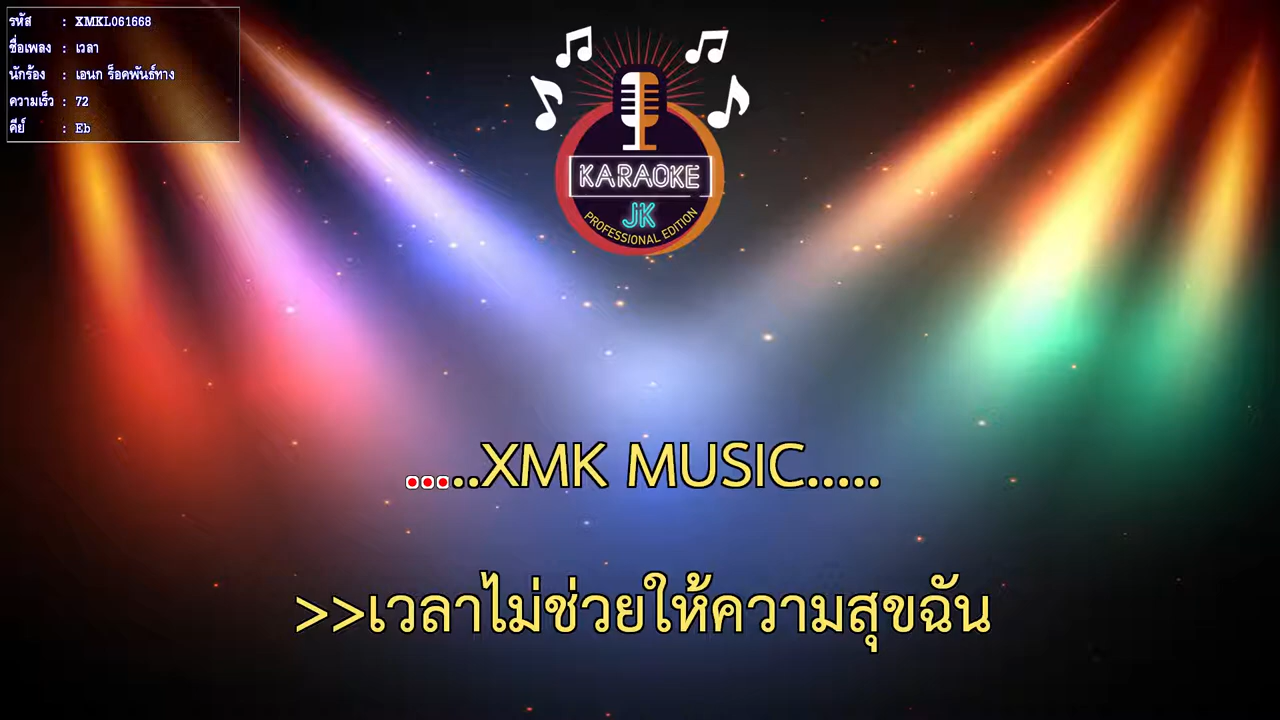 รหัส : XMKL061668
ชื่อเพลง : เวลา
นักร้อง : เอนก ร็อคพันธ์ทาง
ความเร็ว : 72
คีย์ : Eb
KARAOKE
JK
PROFESSIONAL EDITION
.....XMK MUSIC.....
>>เวลาไม่ช่วยให้ความสุขฉัน